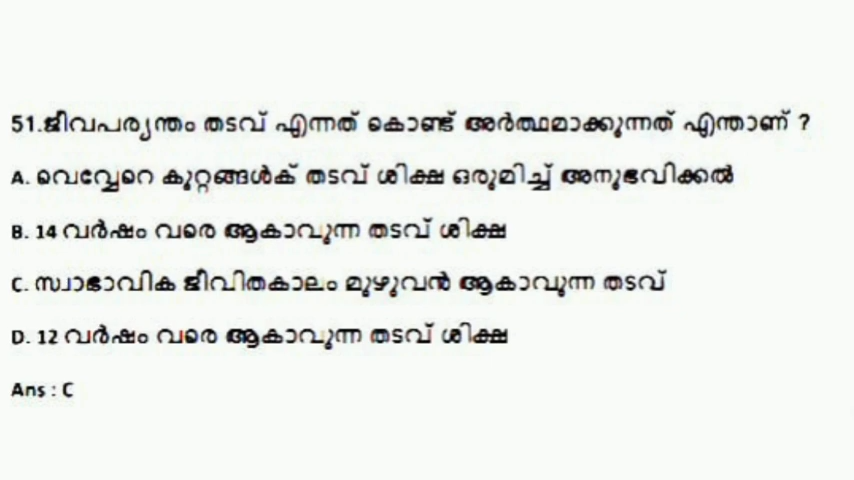 51.ജീവപര്യന്തം തടവ് എന്നത് കൊണ്ട് അർത്ഥമാക്കുന്നത് എന്താണ് ?
A. വെവ്വേറെ കുറ്റങ്ങൾക് തടവ് ശിക്ഷ ഒരുമിച്ച് അനുഭവിക്കൽ
B. 14 വർഷം വരെ ആകാവുന്ന തടവ് ശിക്ഷ
C. സ്വാഭാവിക ജീവിതകാലം മുഴുവൻ ആകാവുന്ന തടവ്
D. 12 വർഷം വരെ ആകാവുന്ന തടവ് ശിക്ഷ
Ans : C